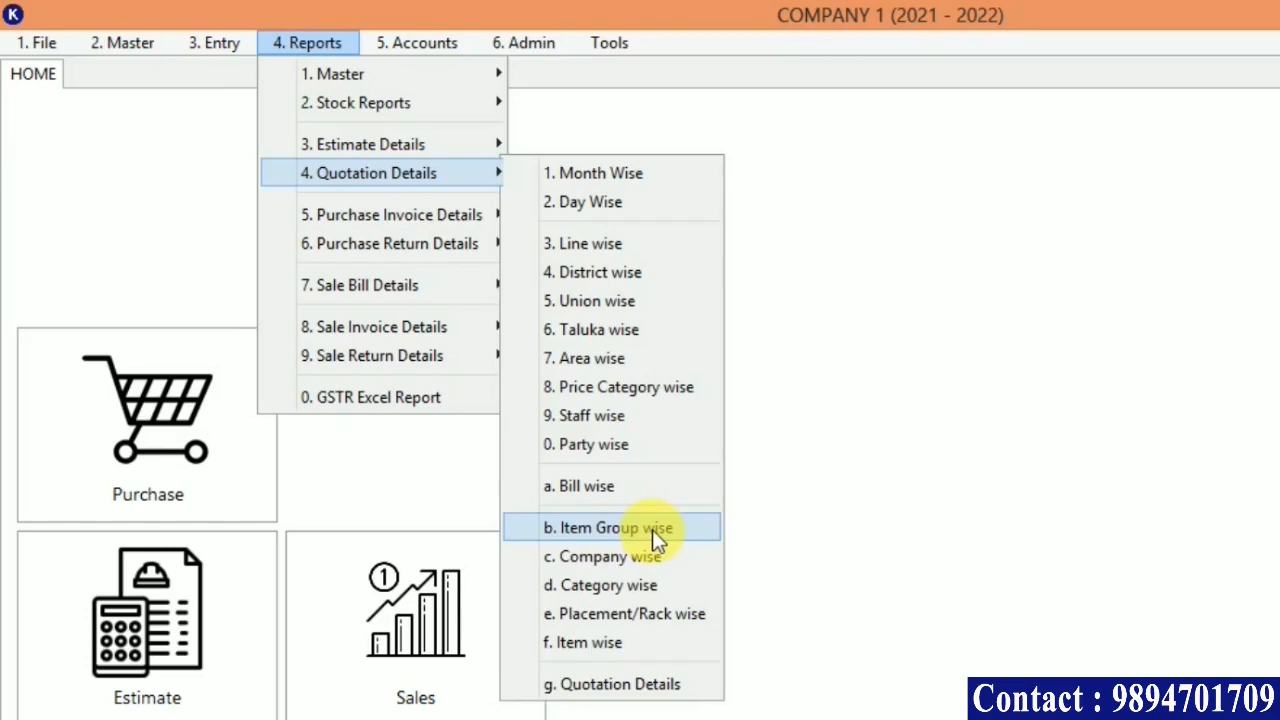 K
COMPANY 1 (2021 - 2022)
1. File 2. Master 3. Entry 4. Reports 5. Accounts 6. Admin Tools
HOME
1. Master
2. Stock Reports
3. Estimate Details
4. Quotation Details
5. Purchase Invoice Details
6. Purchase Return Details
7. Sale Bill Details
8. Sale Invoice Details
9. Sale Return Details
0. GSTR Excel Report
1. Month Wise
2. Day Wise
3. Line wise
4. District wise
5. Union wise
6. Taluka wise
7. Area wise
8. Price Category wise
9. Staff wise
0. Party wise
a. Bill wise
b. Item Group wise
c. Company wise
d. Category wise
e. Placement/Rack wise
f. Item wise
g. Quotation Details
Purchase
Estimate
1
Sales
Contact : 9894701709